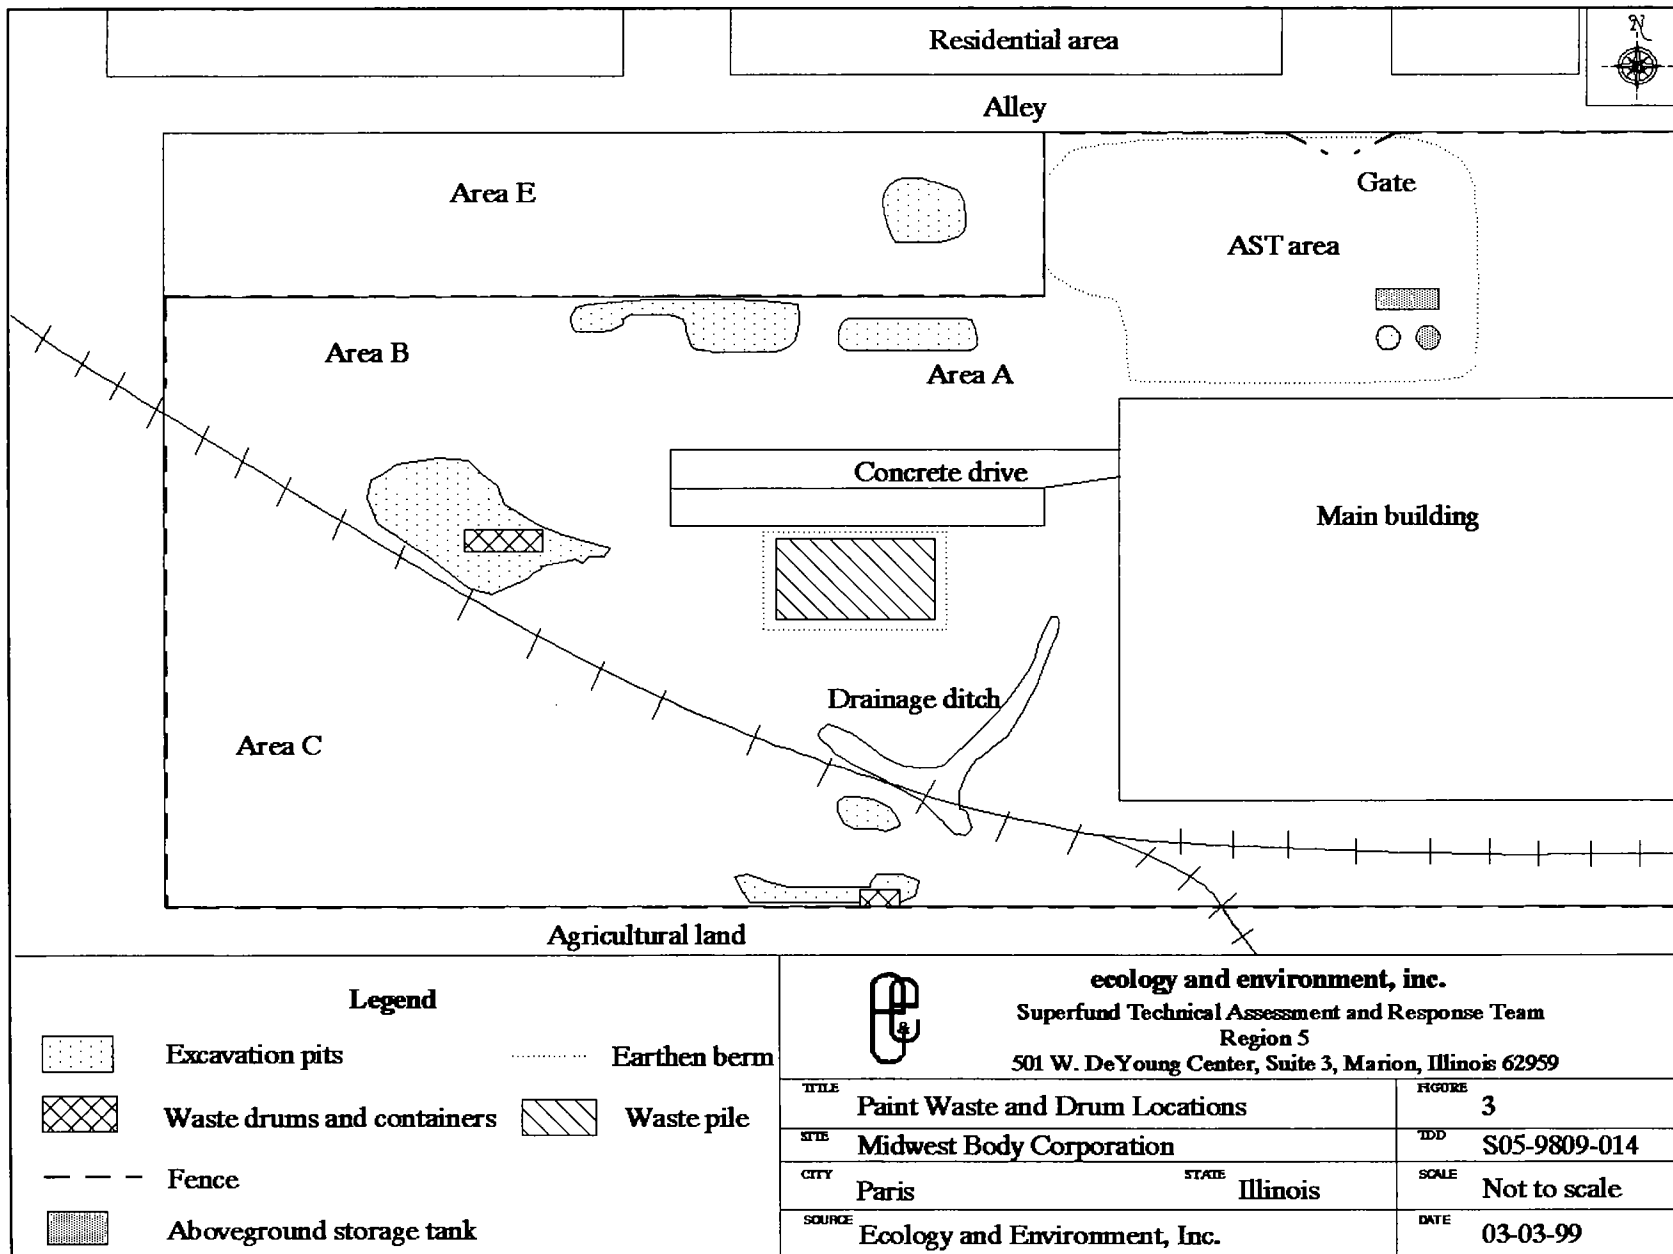 Residential area
N
Alley
Area E
Gate
AST area
Area B
Area A
Concrete drive
Main building
Drainage ditch
Area C
Agricultural land
Legend
Excavation pits
Earthen berm
Waste drums and containers
Waste pile
Fence
Aboveground storage tank
&
ecology and environment, inc.
Superfund Technical Assessment and Response Team
Region 5
501 W. DeYoung Center, Suite 3, Marion, Illinois 62959
TITLE Paint Waste and Drum Locations
FIGURE 3
SITE Midwest Body Corporation
TDD S05-9809-014
CITY Paris
STATE Illinois
SCALE Not to scale
SOURCE Ecology and Environment, Inc.
DATE 03-03-99